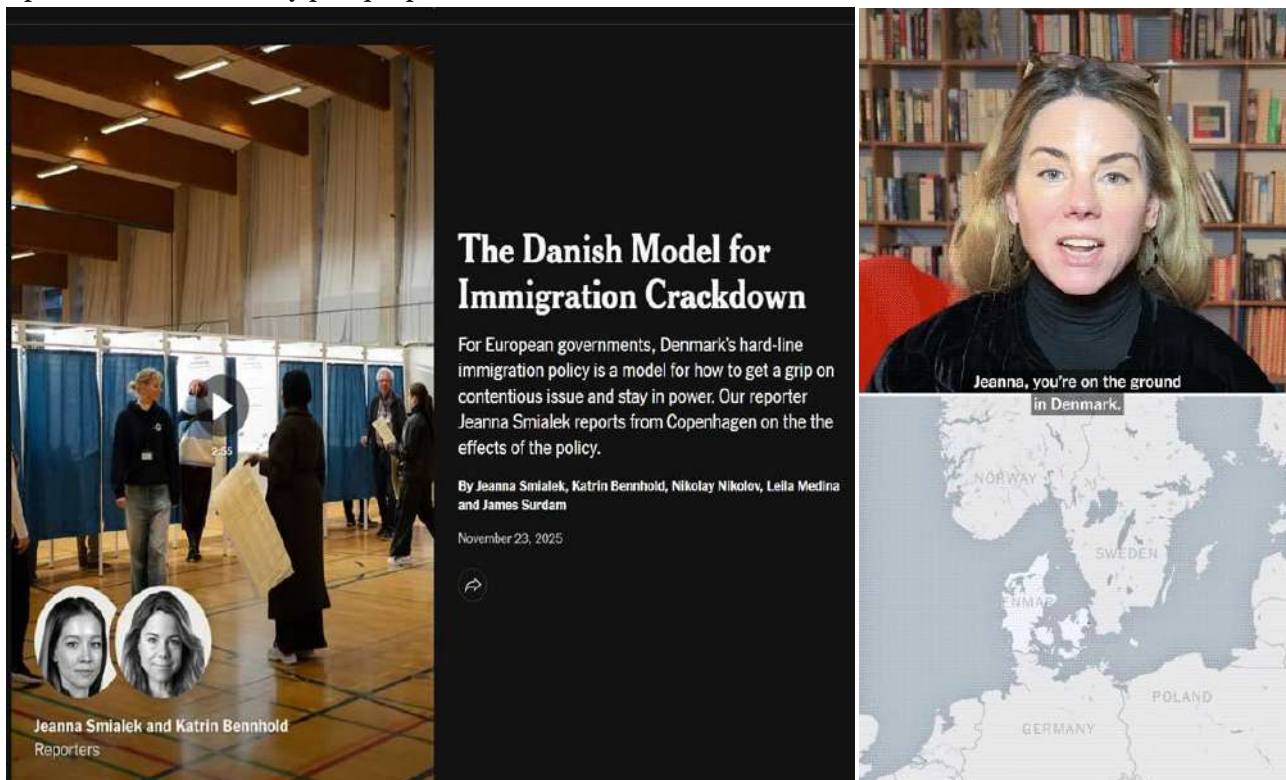 2:55
Jeanna Smialek and Katrin Bennhold
Reporters
The Danish Model for
Immigration Crackdown
For European governments, Denmark's hard-line
immigration policy is a model for how to get a grip on
contentious issue and stay in power. Our reporter
Jeanna Smialek reports from Copenhagen on the the
effects of the policy.
By Jeanna Smialek, Katrin Bennhold, Nikolay Nikolov, Leila Medina
and James Surdam
November 23, 2025
Jeanna, you're on the ground
in Denmark.
NORWAY
SWEDEN
ENMAR
POLAND
GERMANY